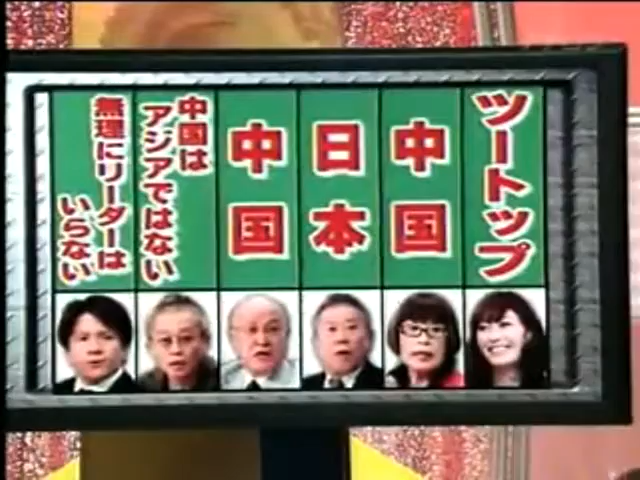 ツートップ
中国
日本
中国
中国は
アジアではない
無理にリーダーは
いらない